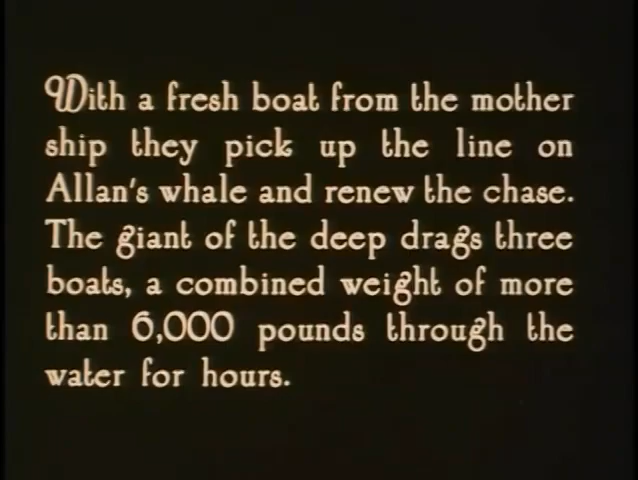 With a fresh boat from the mother
ship they pick up the line on
Allan's whale and renew the chase.
The giant of the deep drags three
boats, a combined weight of more
than 6,000 pounds through the
water for hours.